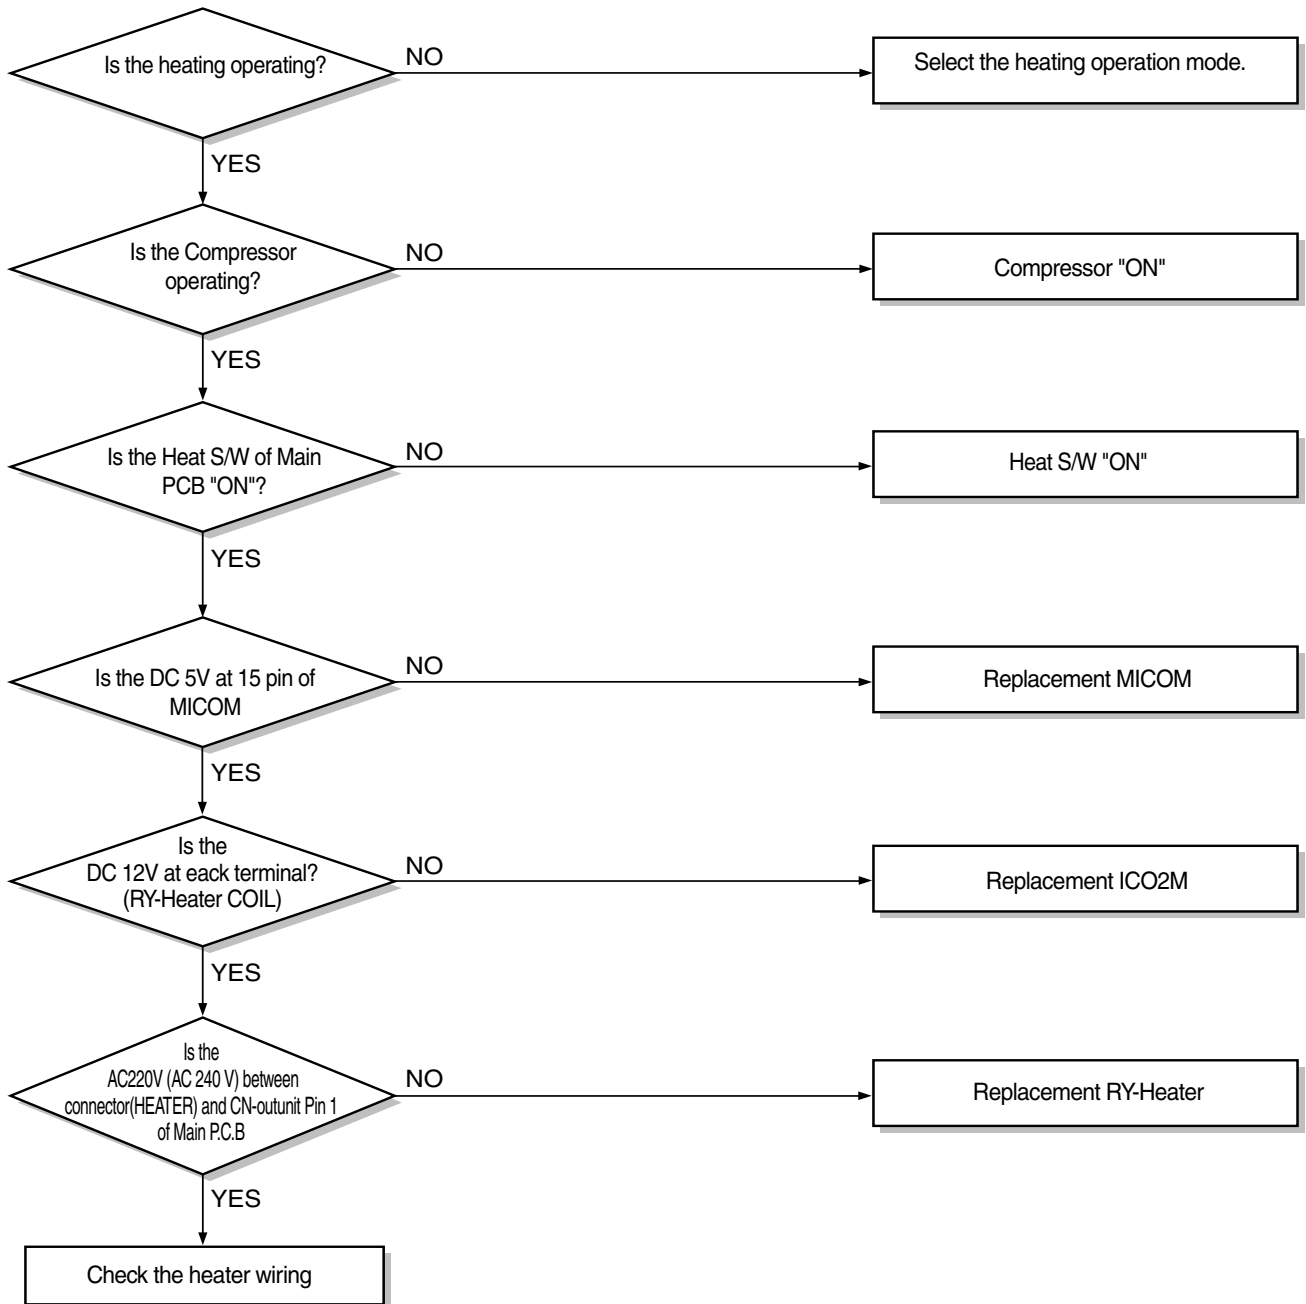 Is the heating operating?
NO
Select the heating operation mode.
YES
Is the Compressor
operating?
NO
Compressor "ON"
YES
Is the Heat S/W of Main
PCB "ON"?
NO
Heat S/W "ON"
YES
Is the DC 5V at 15 pin of
MICOM
NO
Replacement MICOM
YES
Is the
DC 12V at eack terminal?
(RY-Heater COIL)
NO
Replacement ICO2M
YES
Is the
AC220V (AC 240 V) between
connector(HEATER) and CN-outunit Pin 1
of Main P.C.B
NO
Replacement RY-Heater
YES
Check the heater wiring